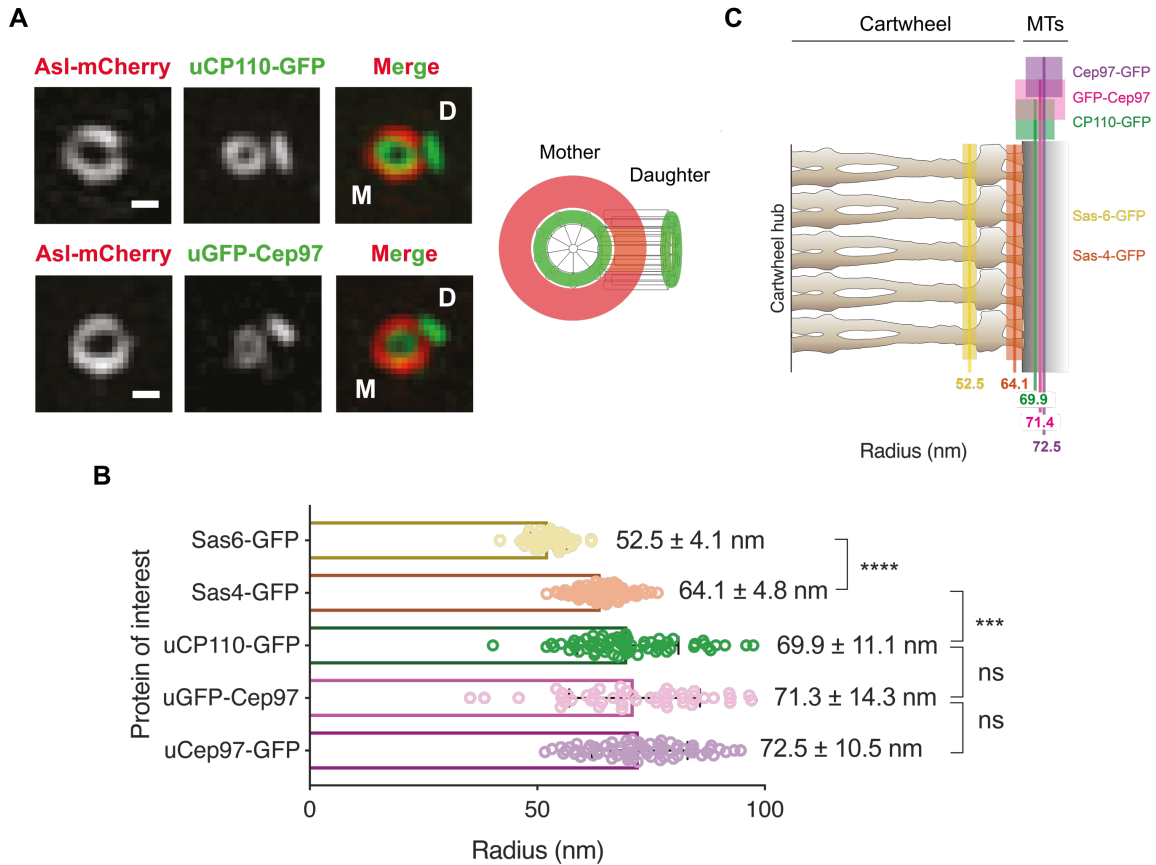 A
Asl-mCherry uCP110-GFP Merge
D
M
Asl-mCherry uGFP-Cep97 Merge
D
M
Mother
Daughter
C
Cartwheel MTs
Cep97-GFP
GFP-Cep97
CP110-GFP
Sas-6-GFP
Sas-4-GFP
Cartwheel hub
52.5 64.1
69.9
71.4
72.5
Radius (nm)
B
Protein of interest
Sas6-GFP 52.5 ± 4.1 nm
****
Sas4-GFP 64.1 ± 4.8 nm
***
uCP110-GFP 69.9 ± 11.1 nm
ns
uGFP-Cep97 71.3 ± 14.3 nm
ns
uCep97-GFP 72.5 ± 10.5 nm
0 50 100
Radius (nm)